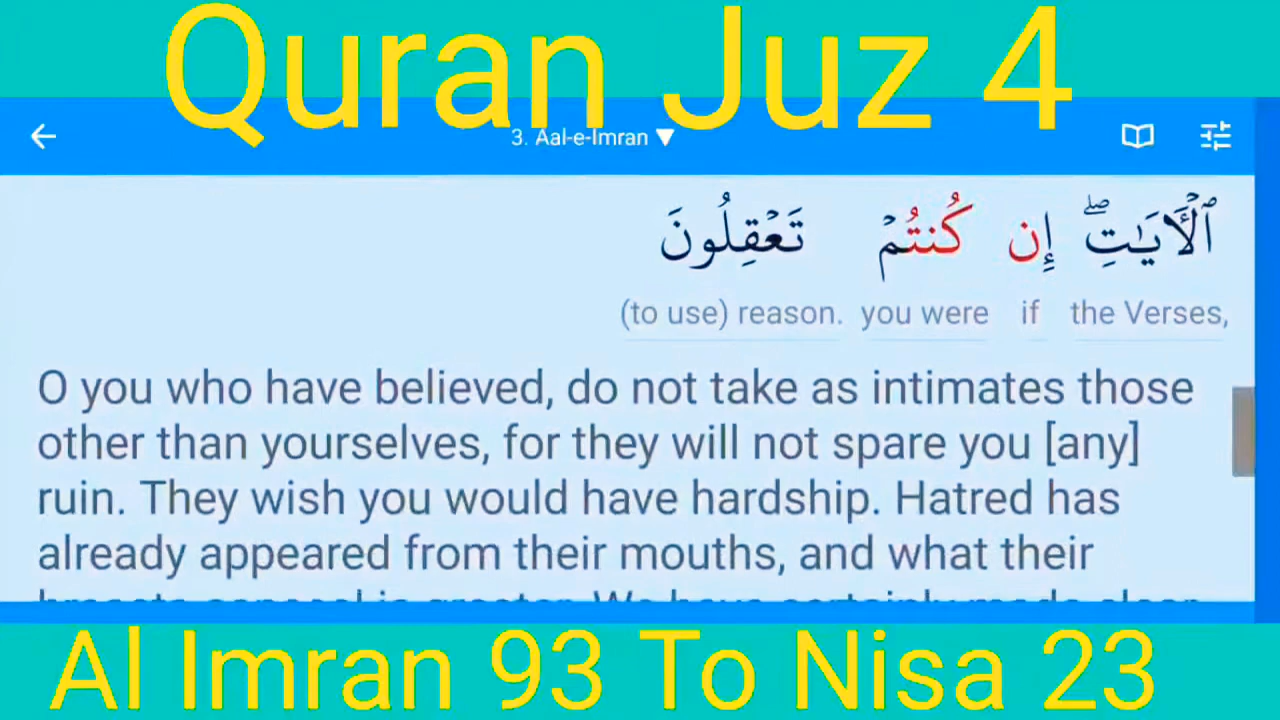 Quran Juz 4
3. Aal-e-Imran
ٱلْأَيَـٰتِ ۖ إِن كُنتُمْ تَعْقِلُونَ
(to use) reason. you were if the Verses,
O you who have believed, do not take as intimates those
other than yourselves, for they will not spare you [any]
ruin. They wish you would have hardship. Hatred has
already appeared from their mouths, and what their
Al Imran 93 To Nisa 23